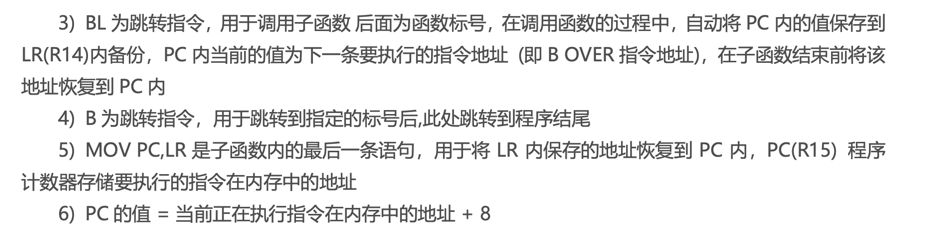 3）BL 为跳转指令，用于调用子函数 后面为函数标号，在调用函数的过程中，自动将 PC 内的值保存到
LR(R14)内备份，PC 内当前的值为下一条要执行的指令地址 (即 B OVER 指令地址)，在子函数结束前将该
地址恢复到 PC 内
4）B 为跳转指令，用于跳转到指定的标号后,此处跳转到程序结尾
5）MOV PC,LR 是子函数内的最后一条语句，用于将 LR 内保存的地址恢复到 PC 内，PC(R15) 程序
计数器存储要执行的指令在内存中的地址
6）PC 的值 = 当前正在执行指令在内存中的地址 + 8